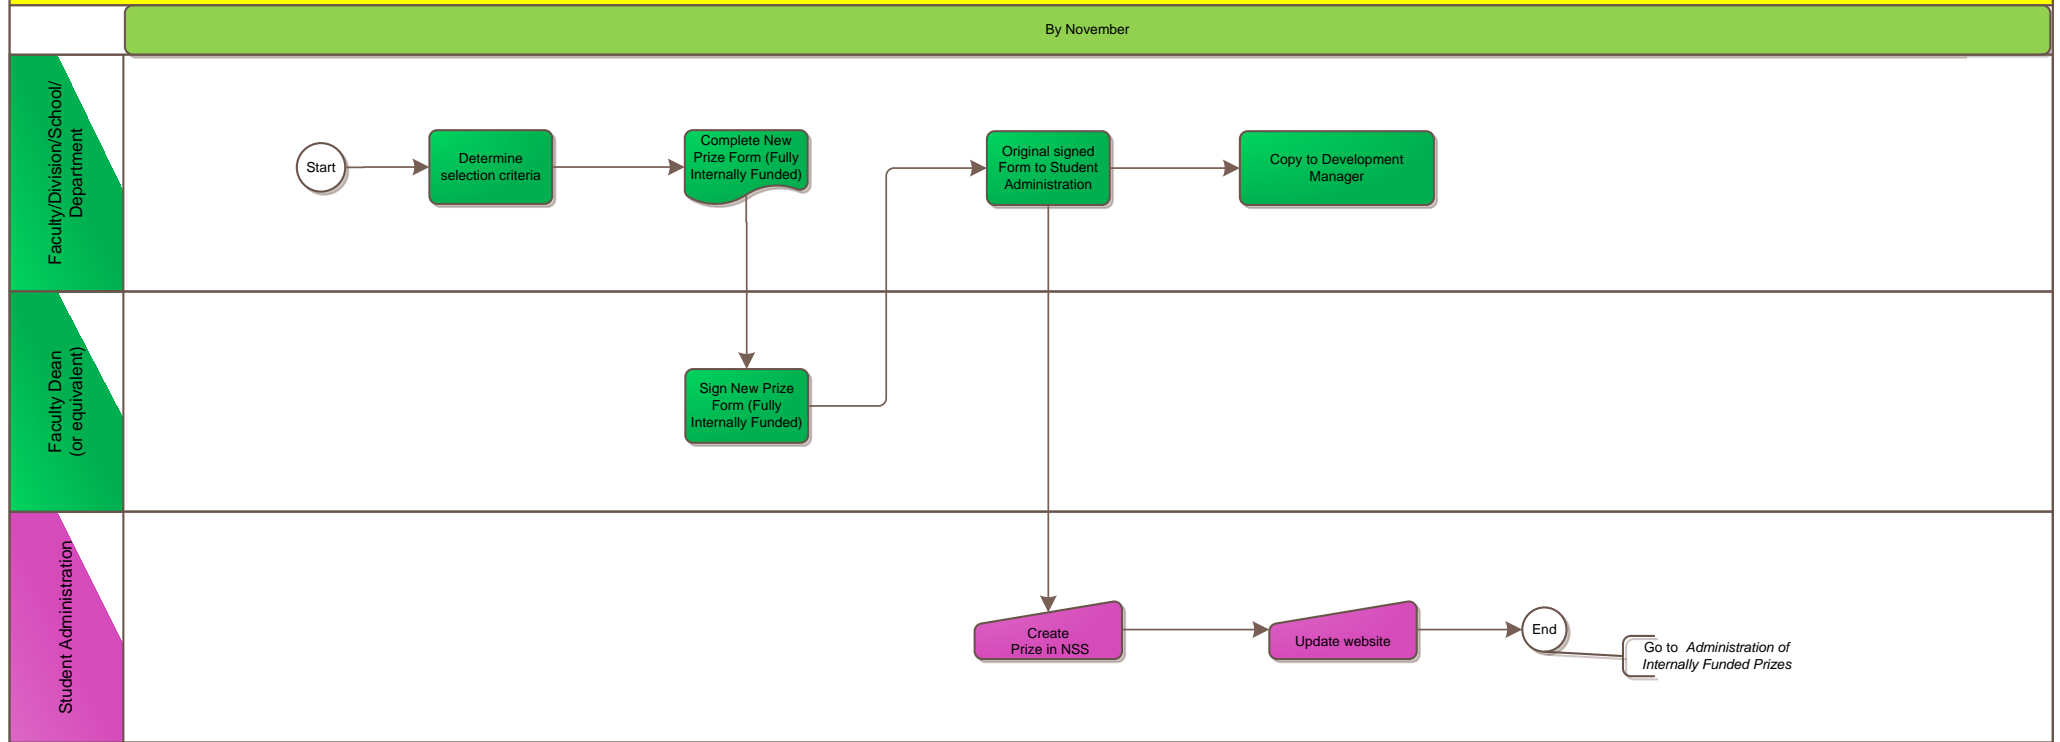 By November
Faculty/Division/School/
Department
Start
Determine
selection criteria
Complete New
Prize Form (Fully
Internally Funded)
Original signed
Form to Student
Administration
Copy to Development
Manager
Faculty Dean
(or equivalent)
Sign New Prize
Form (Fully
Internally Funded)
Student Administration
Create
Prize in NSS
Update website
End
Go to Administration of
Internally Funded Prizes